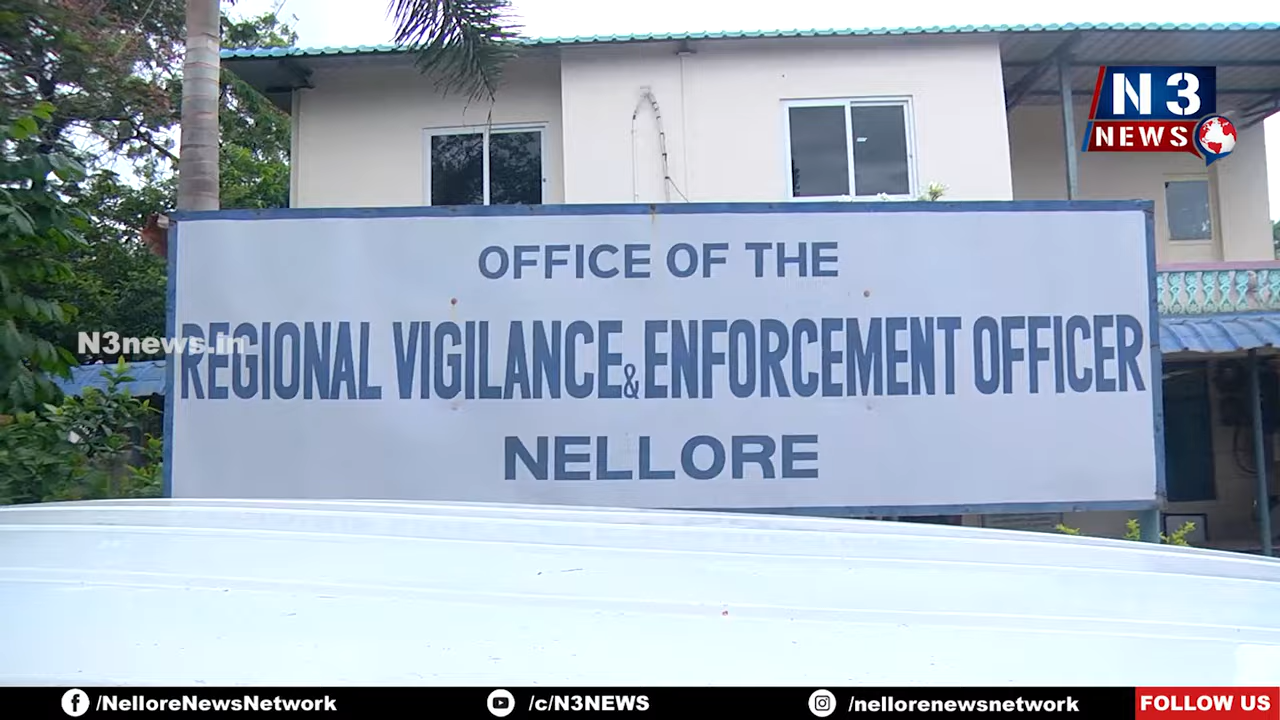 N3
NEWS
OFFICE OF THE
REGIONAL VIGILANCE & ENFORCEMENT OFFICER
NELLORE
N3news.in
/NelloreNewsNetwork
/c/N3NEWS
/nellorenewsnetwork
FOLLOW US